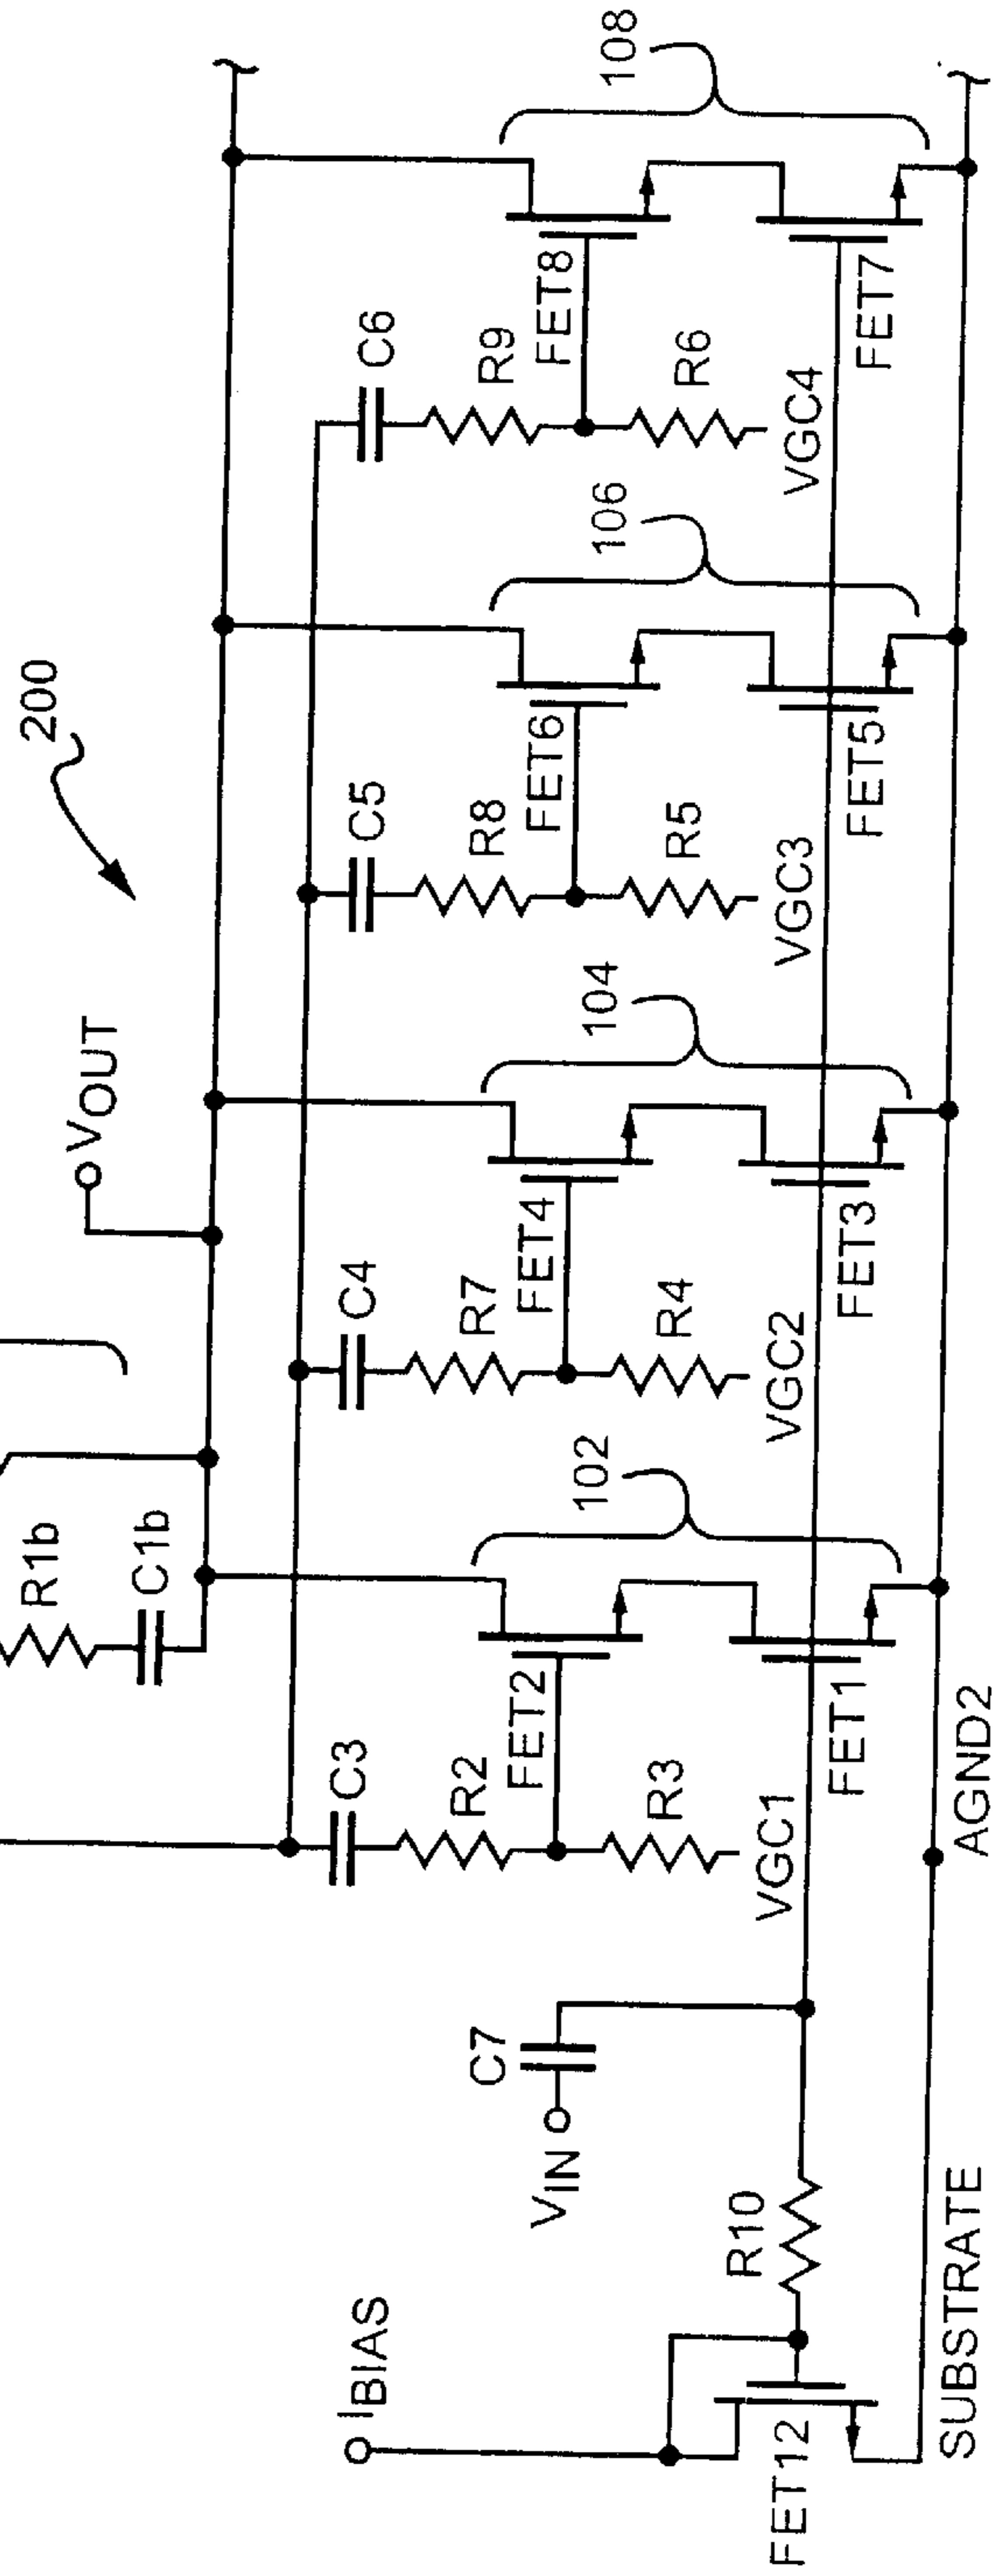 200
R1b
C1b
VOUT
C3
R2
FET2
R3
VGC1
FET1
102
C4
R7
FET4
R4
VGC2
FET3
104
C5
R8
FET6
R5
VGC3
FET5
106
C6
R9
FET8
R6
VGC4
FET7
108
IBIAS
VIN
C7
R10
FET12
SUBSTRATE
AGND2